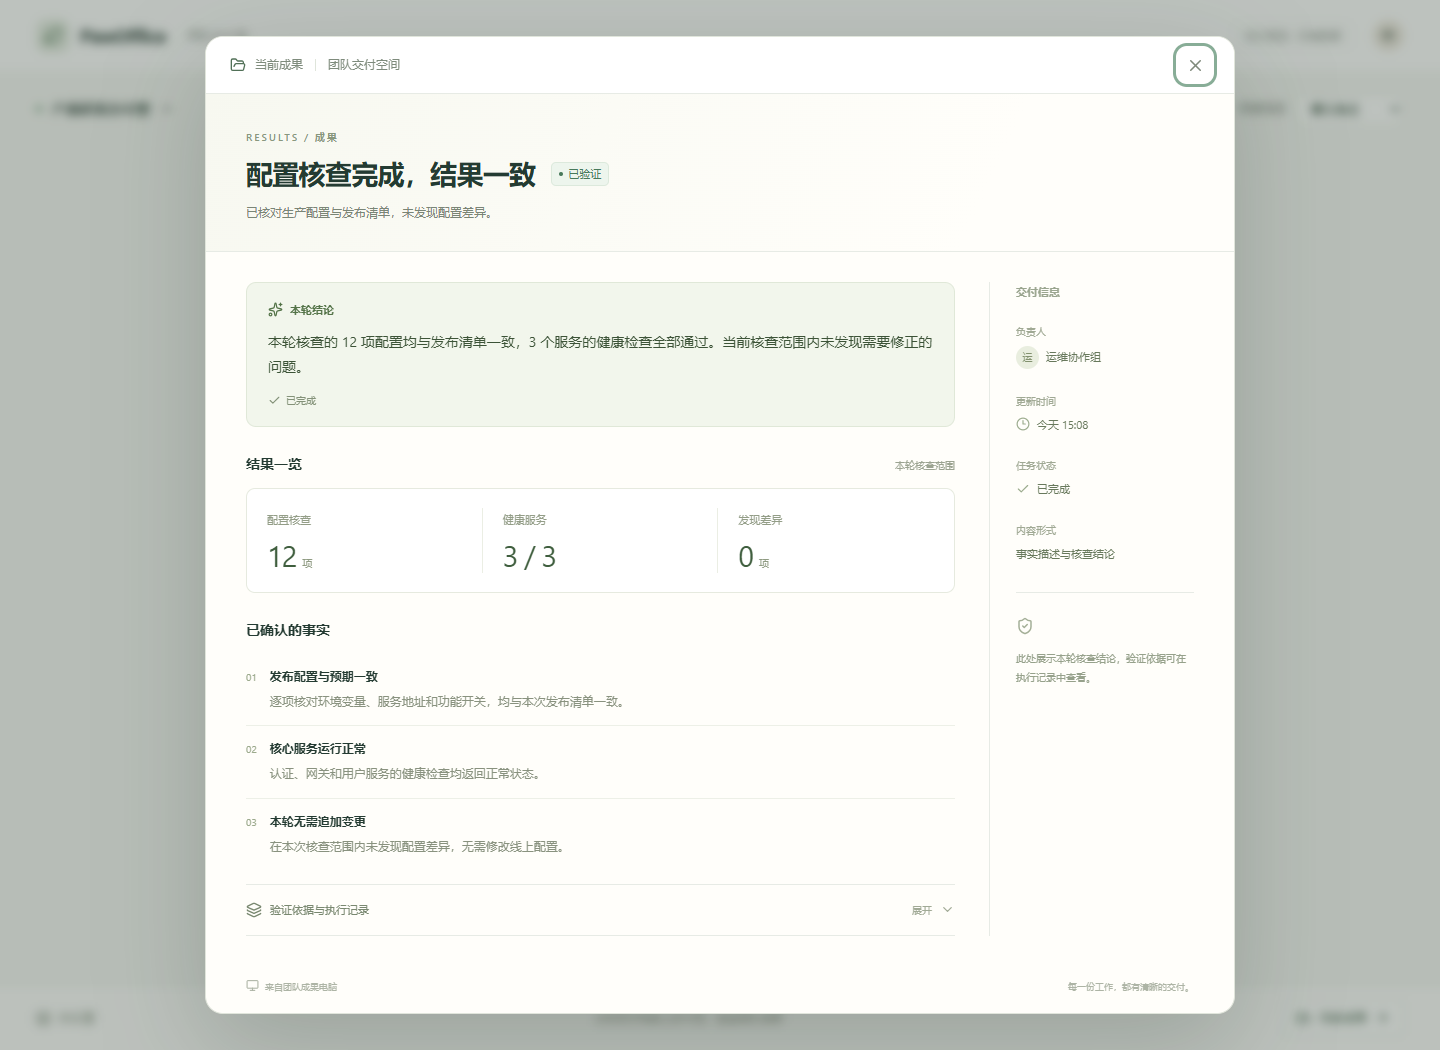 当前成果
团队交付空间
RESULTS / 成果
配置核查完成，结果一致
已验证
已核对生产配置与发布清单，未发现配置差异。
本轮结论
本轮核查的 12 项配置均与发布清单一致，3 个服务的健康检查全部通过。当前核查范围内未发现需要修正的
问题。
已完成
结果一览
本轮核查范围
配置核查
12 项
健康服务
3 / 3
发现差异
0 项
已确认的事实
01 发布配置与预期一致
逐项核对环境变量、服务地址和功能开关，均与本次发布清单一致。
02 核心服务运行正常
认证、网关和用户服务的健康检查均返回正常状态。
03 本轮无需追加变更
在本次核查范围内未发现配置差异，无需修改线上配置。
验证依据与执行记录
展开
交付信息
负责人
运 运维协作组
更新时间
今天 15:08
任务状态
已完成
内容形式
事实描述与核查结论
此处展示本轮核查结论，验证依据可在
执行记录中查看。
来自团队成果电脑
每一份工作，都有清晰的交付。